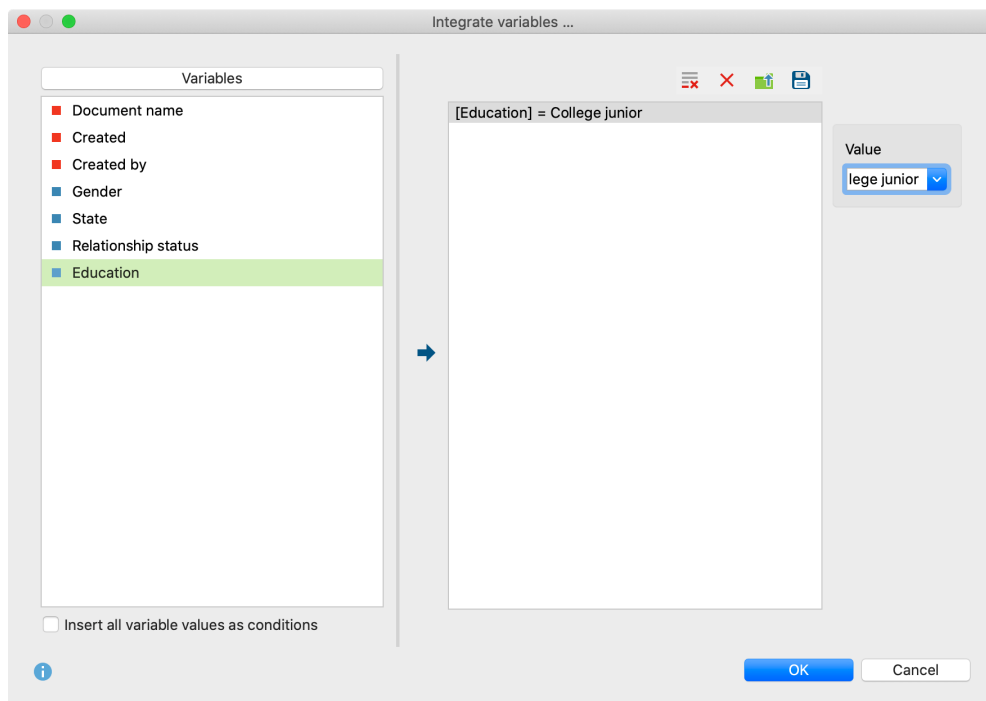 Integrate variables ...
Variables
Document name
Created
Created by
Gender
State
Relationship status
Education
Insert all variable values as conditions
[Education] = College junior
Value
lege junior
OK
Cancel